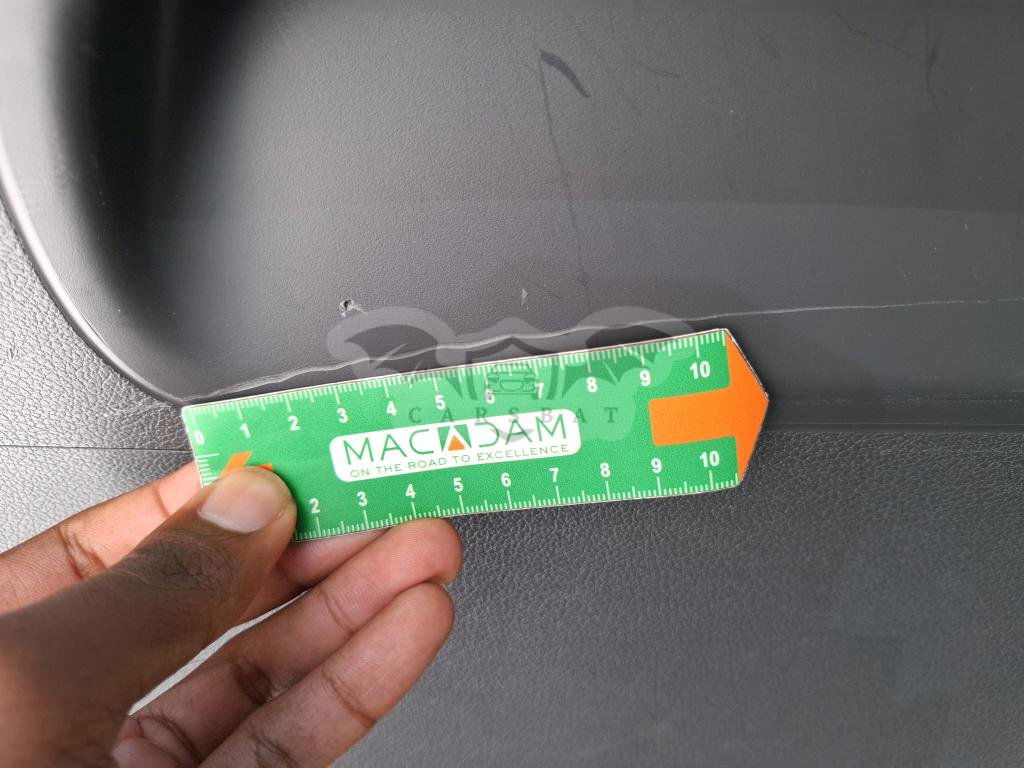 0 1 2 3 4 5 6 7 8 9 10
CARSBAT
MACADAM
ON THE ROAD TO EXCELLENCE
2 3 4 5 6 7 8 9 10